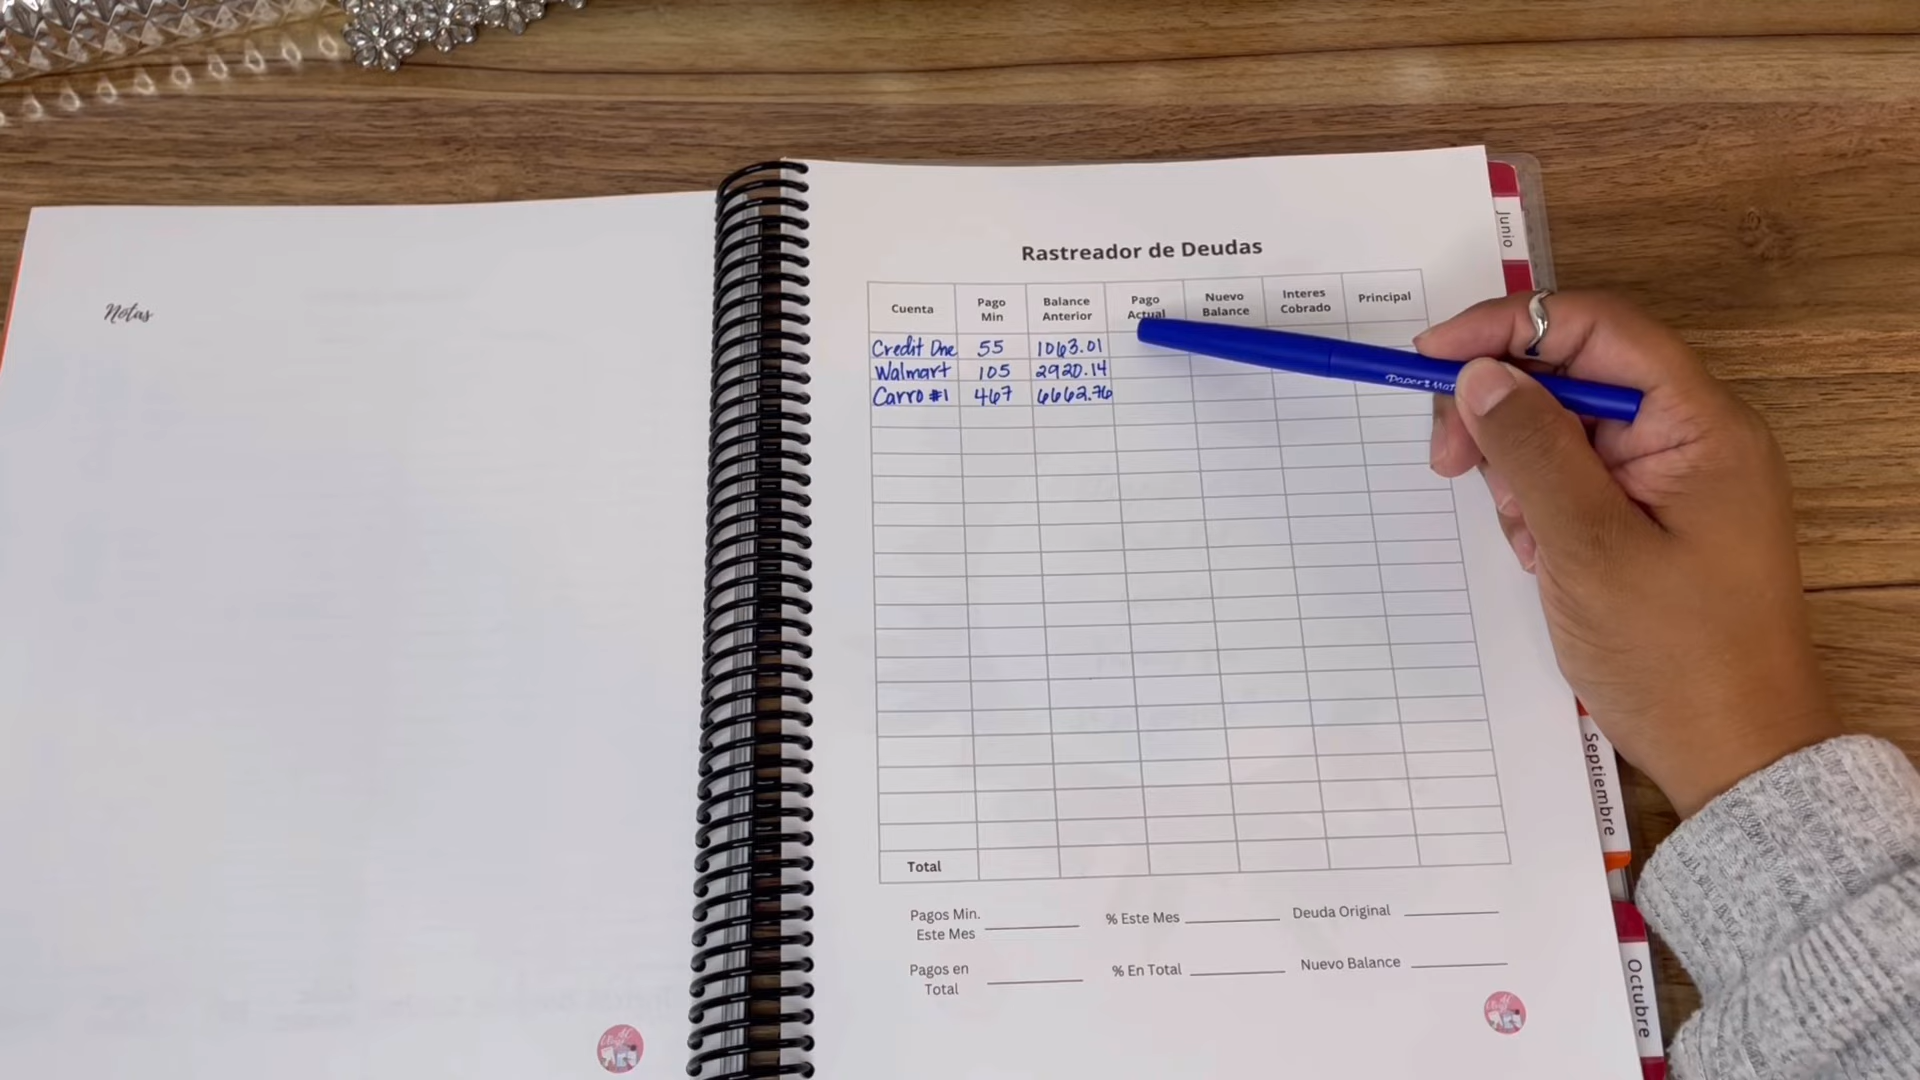 Notas
Rastreador de Deudas
Cuenta Pago Min Balance Anterior Pago Actual Nuevo Balance Interes Cobrado Principal
Credit One 55 1063.01
Walmart 105 2920.14
Carro #1 467 6662.76
Total
Pagos Min. Este Mes % Este Mes Deuda Original
Pagos en Total % En Total Nuevo Balance
Junio
Septiembre
Octubre